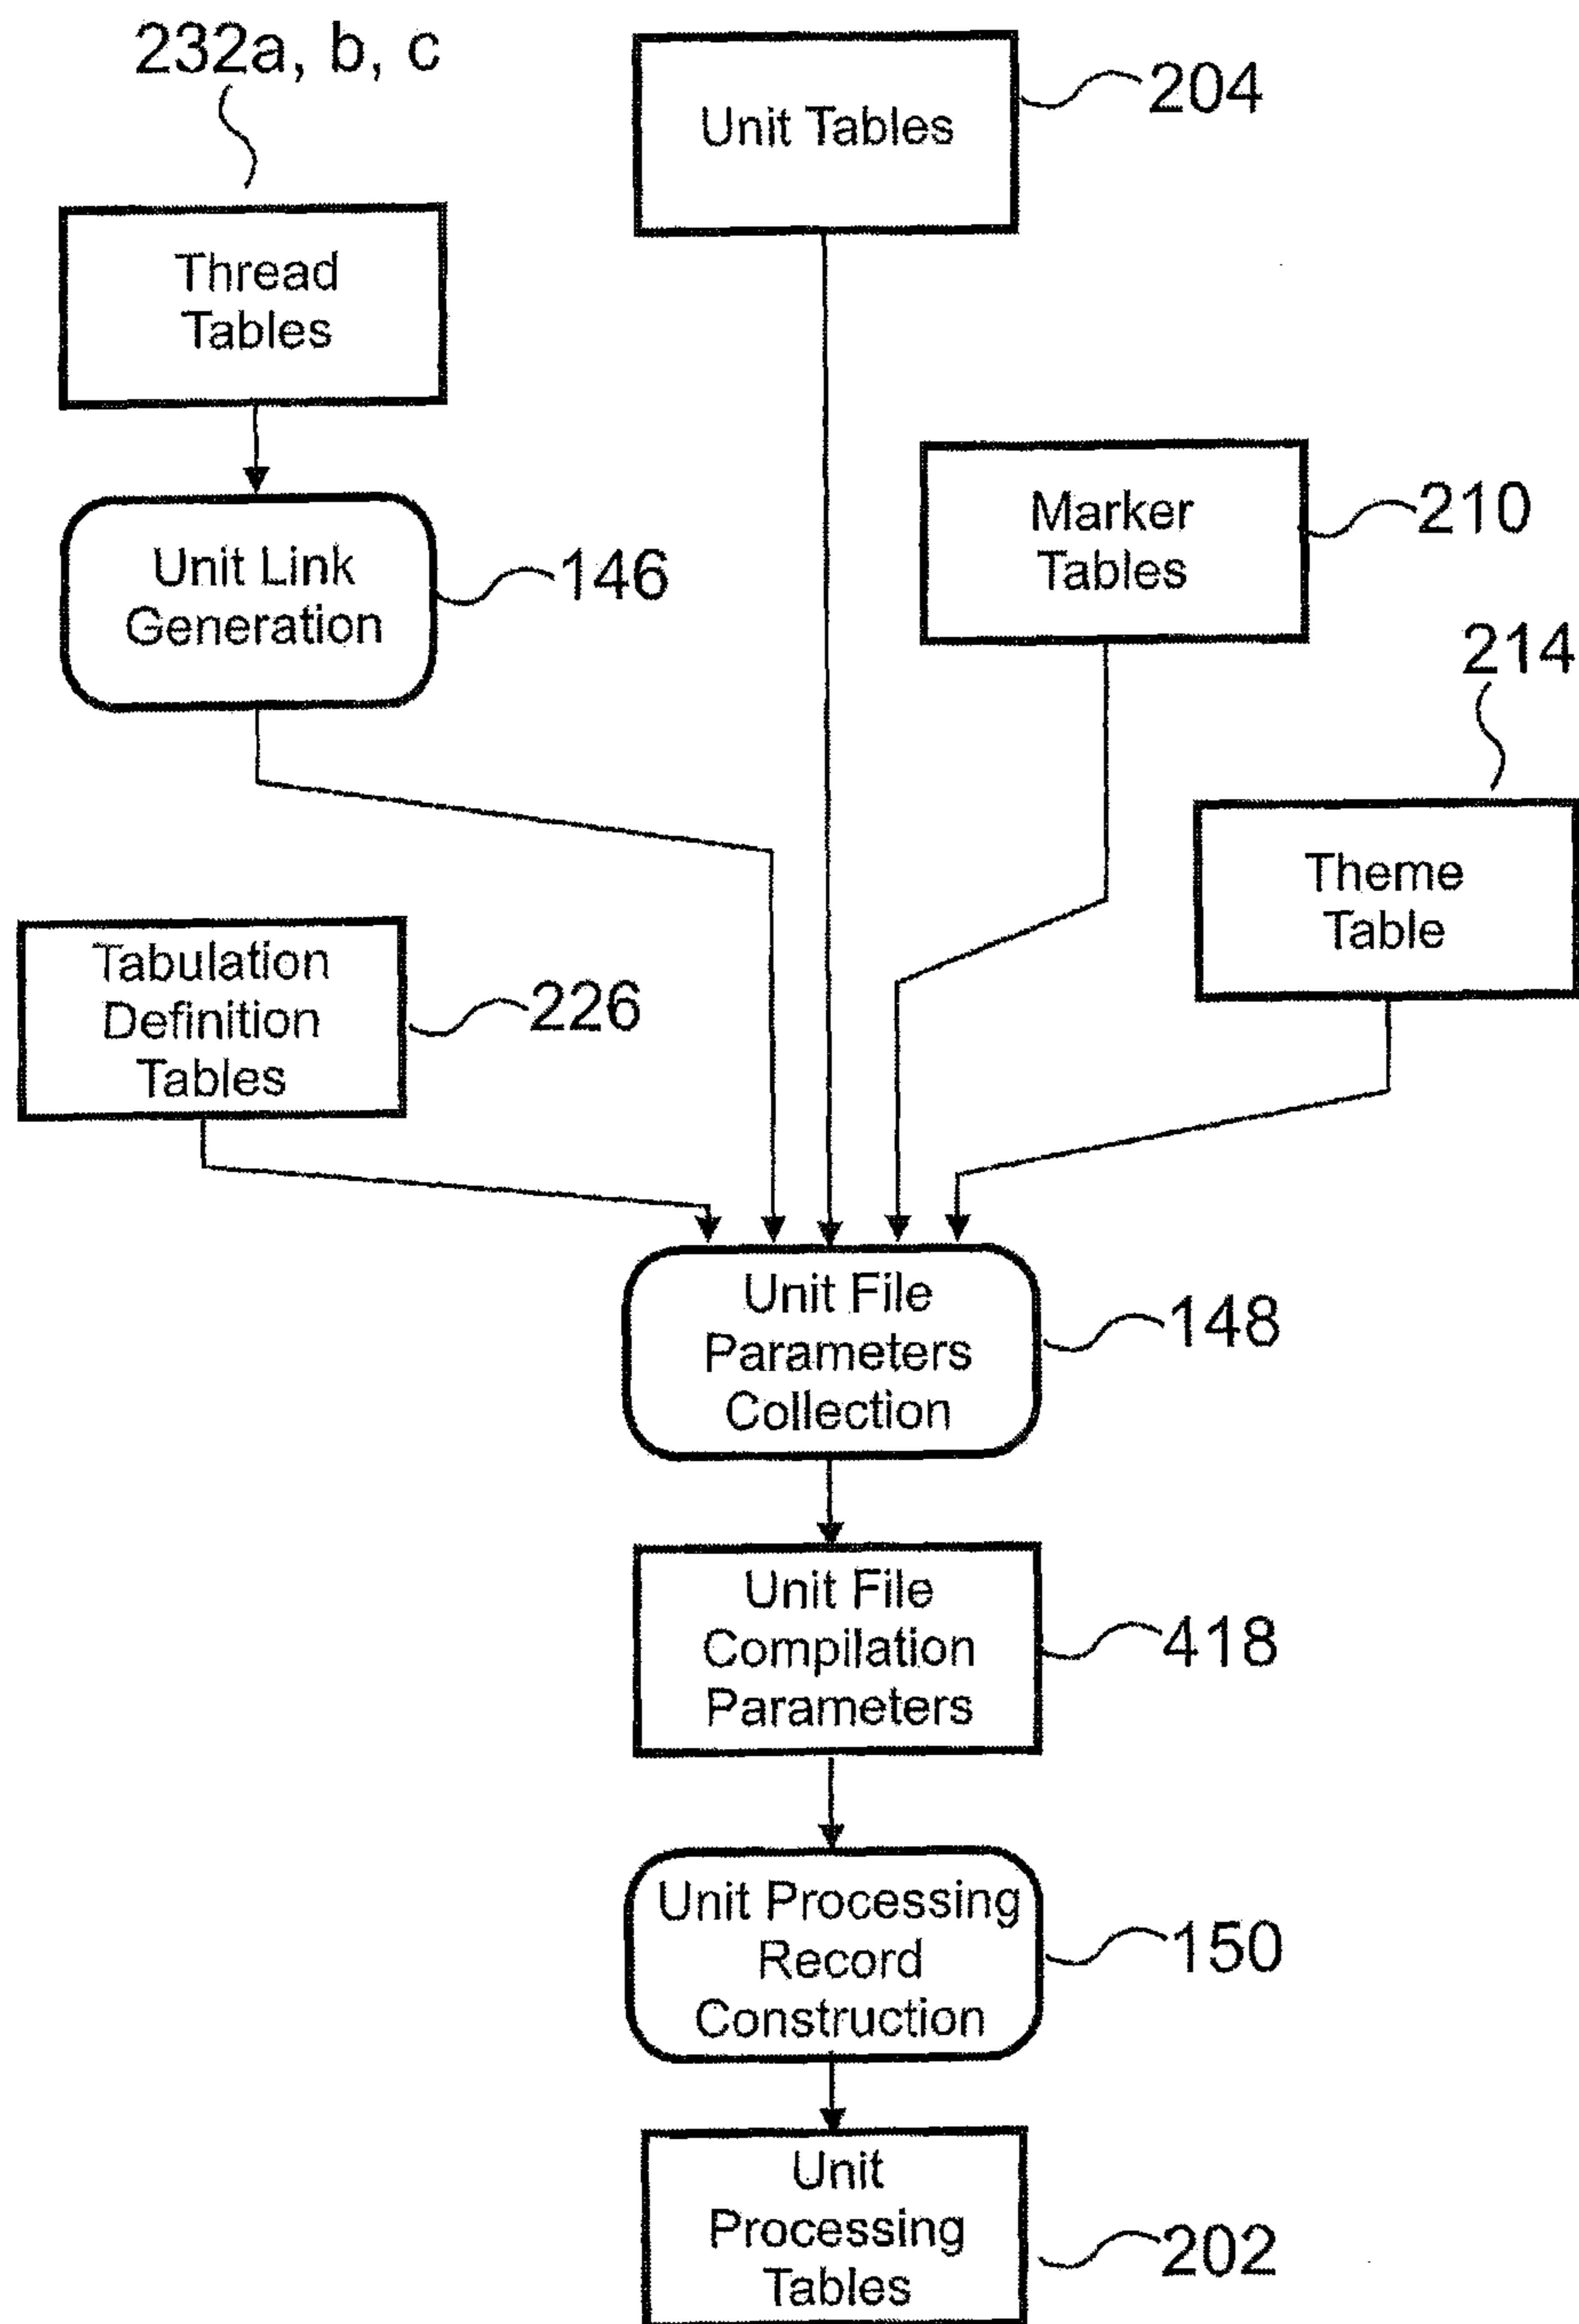 232a, b, c
Unit Tables
204
Thread
Tables
Marker
Tables
210
Unit Link
Generation
146
214
Theme
Table
Tabulation
Definition
Tables
226
Unit File
Parameters
Collection
148
Unit File
Compilation
Parameters
418
Unit Processing
Record
Construction
150
Unit
Processing
Tables
202